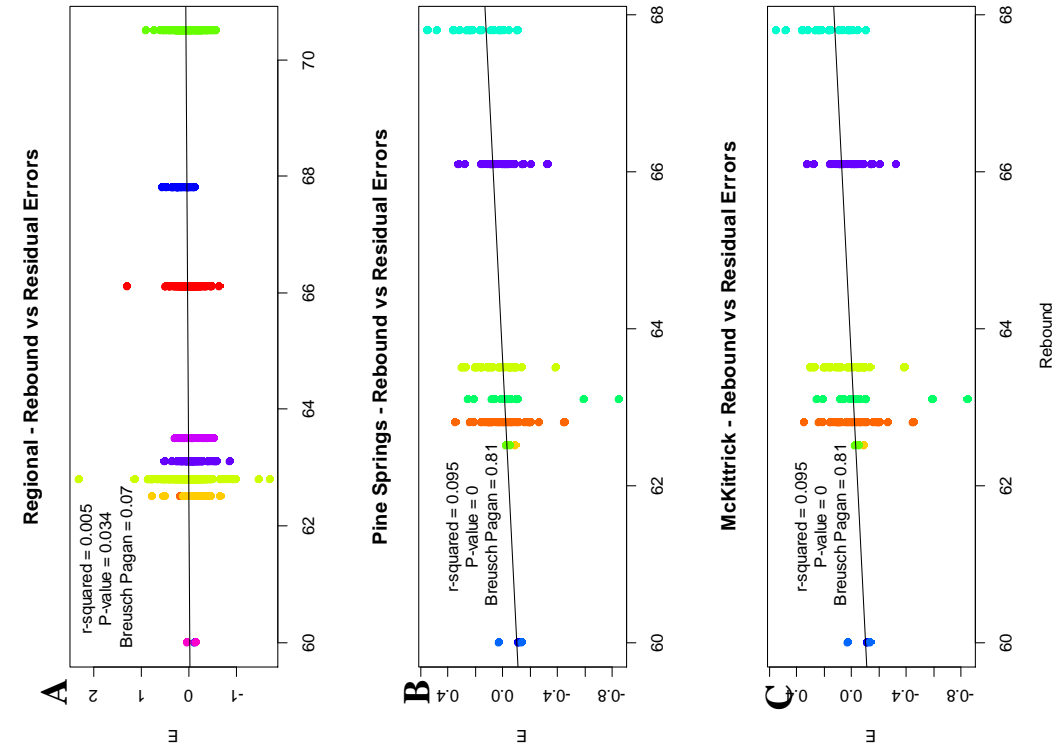 A
Regional - Rebound vs Residual Errors
r-squared = 0.005
P-value = 0.034
Breusch Pagan = 0.07
2
1
0
-1
E
60 62 64 66 68 70
B
Pine Springs - Rebound vs Residual Errors
r-squared = 0.095
P-value = 0
Breusch Pagan = 0.81
0.4
0.0
-0.4
-0.8
E
60 62 64 66 68
C
McKittrick - Rebound vs Residual Errors
r-squared = 0.095
P-value = 0
Breusch Pagan = 0.81
0.4
0.0
-0.4
-0.8
E
60 62 64 66 68
Rebound